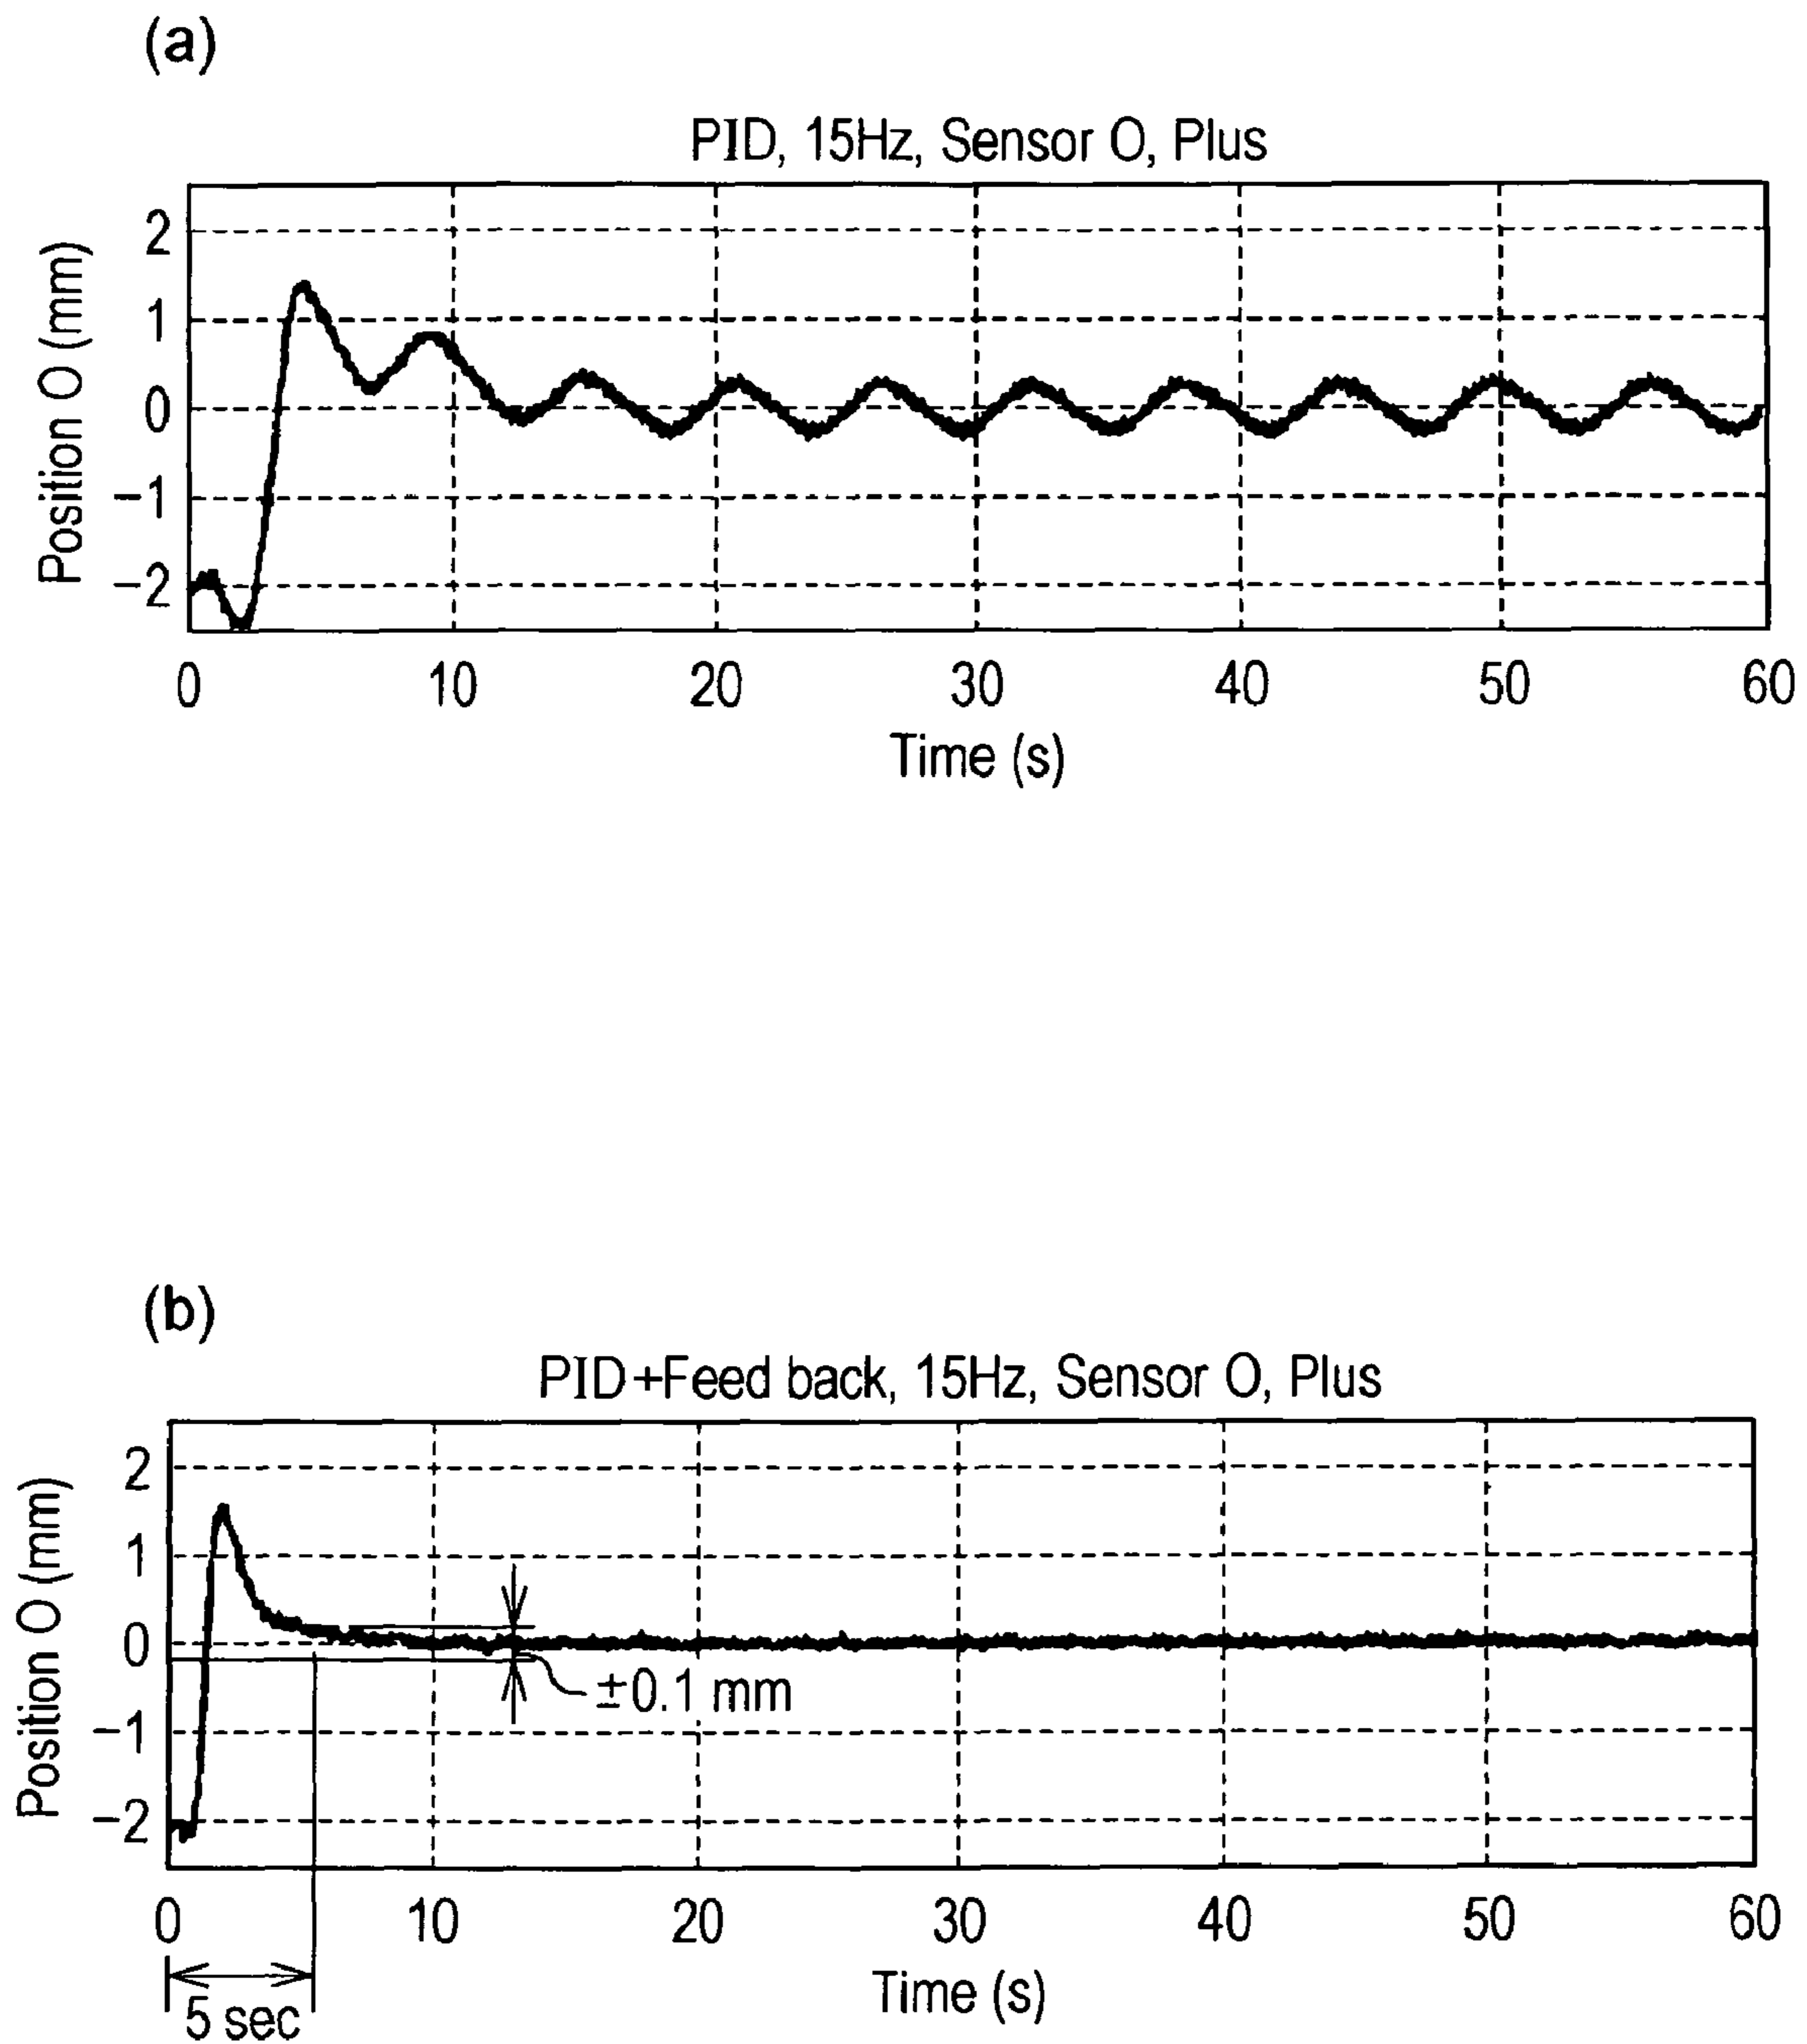 (a)
PID, 15Hz, Sensor O, Plus
Position O (mm)
2
1
0
−1
−2
0 10 20 30 40 50 60
Time (s)
(b)
PID+Feed back, 15Hz, Sensor O, Plus
Position O (mm)
2
1
0
−1
−2
±0.1 mm
0 10 20 30 40 50 60
5 sec
Time (s)